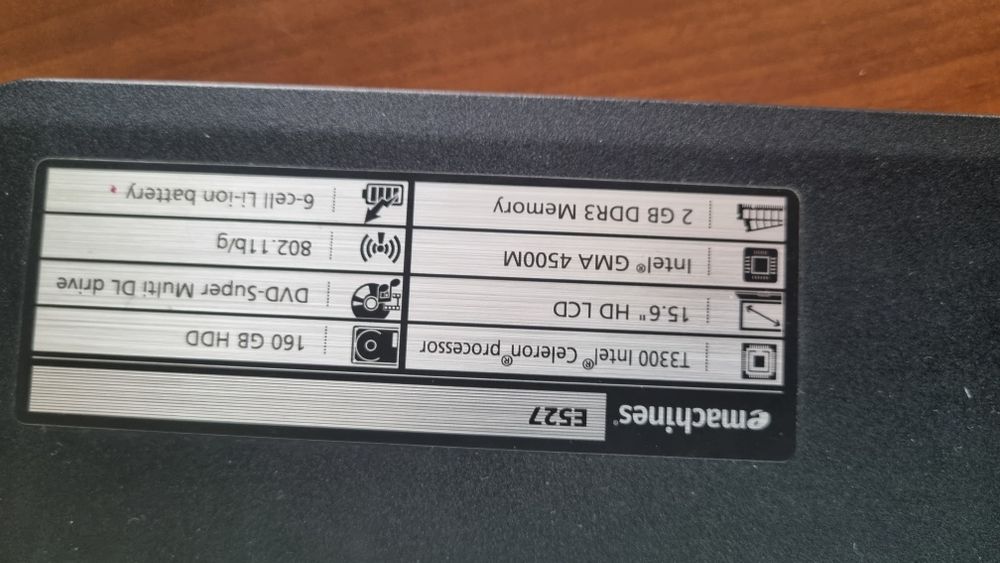 emachines® E527
T3300 Intel® Celeron® processor
15.6" HD LCD
Intel® GMA 4500M
2 GB DDR3 Memory
160 GB HDD
DVD-Super Multi DL drive
802.11b/g
6-cell Li-ion battery *